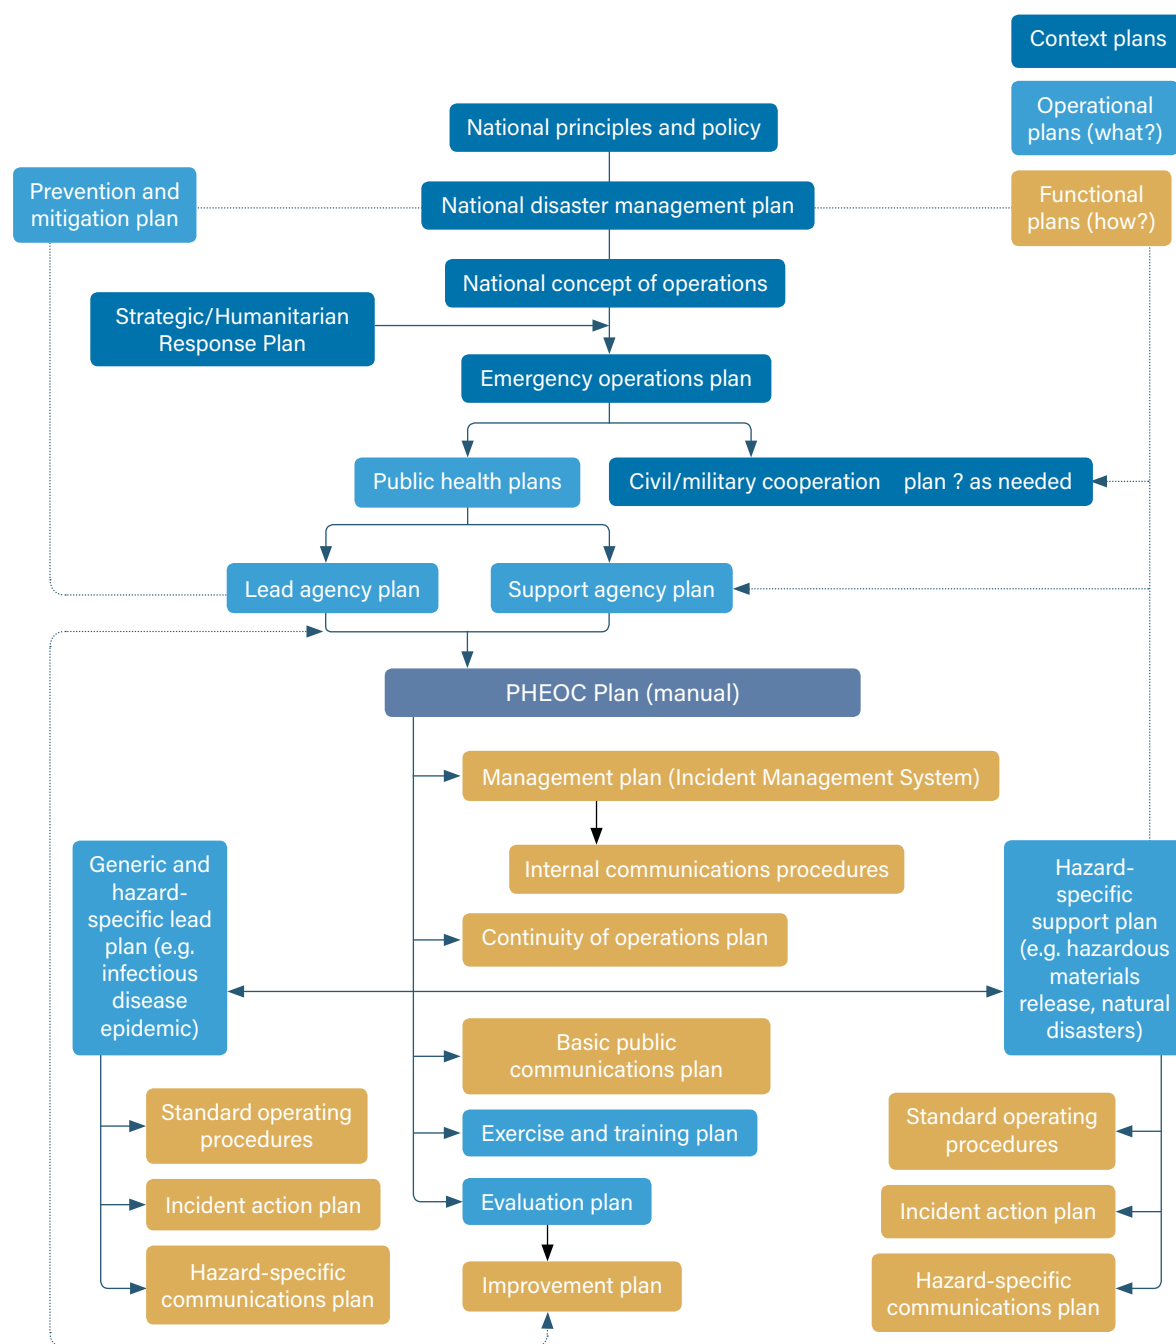 Context plans
Operational
plans (what?)
Functional
plans (how?)
National principles and policy
Prevention and
mitigation plan
National disaster management plan
National concept of operations
Strategic/Humanitarian
Response Plan
Emergency operations plan
Public health plans
Civil/military cooperation plan ? as needed
Lead agency plan
Support agency plan
PHEOC Plan (manual)
Management plan (Incident Management System)
Internal communications procedures
Continuity of operations plan
Basic public
communications plan
Exercise and training plan
Evaluation plan
Improvement plan
Generic and
hazard-
specific lead
plan (e.g.
infectious
disease
epidemic)
Standard operating
procedures
Incident action plan
Hazard-specific
communications plan
Hazard-
specific
support plan
(e.g. hazardous
materials
release, natural
disasters)
Standard operating
procedures
Incident action plan
Hazard-specific
communications plan